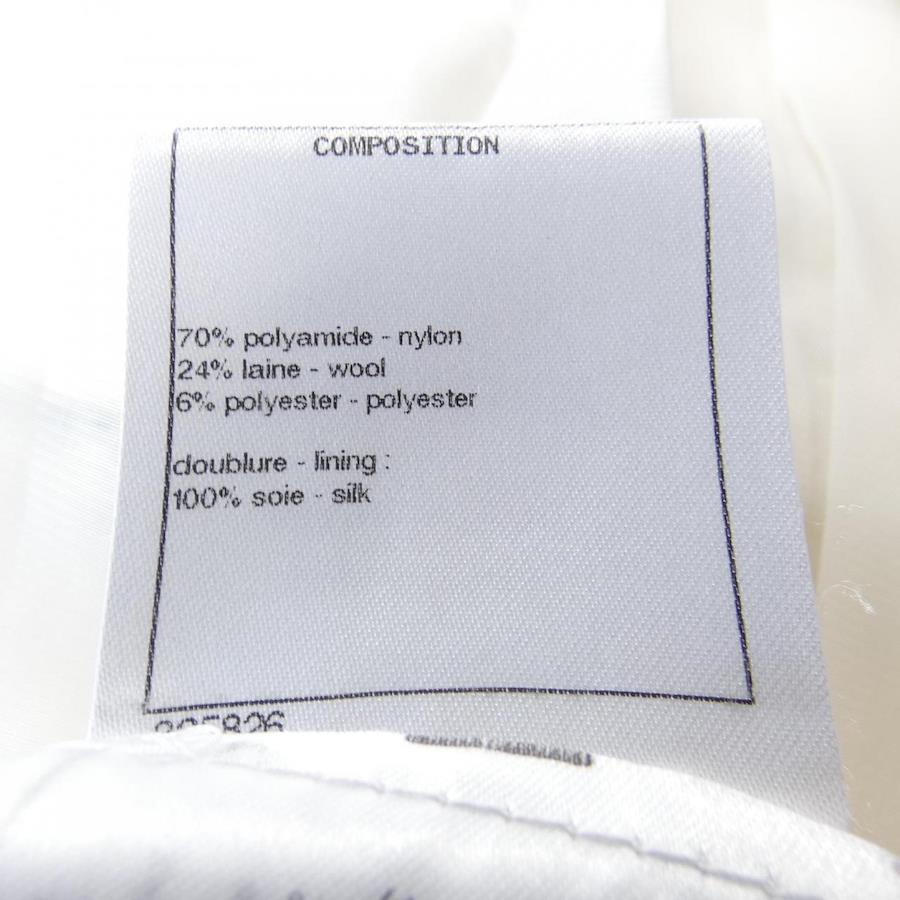 COMPOSITION
70% polyamide - nylon
24% laine - wool
6% polyester - polyester
doublure - lining :
100% soie - silk